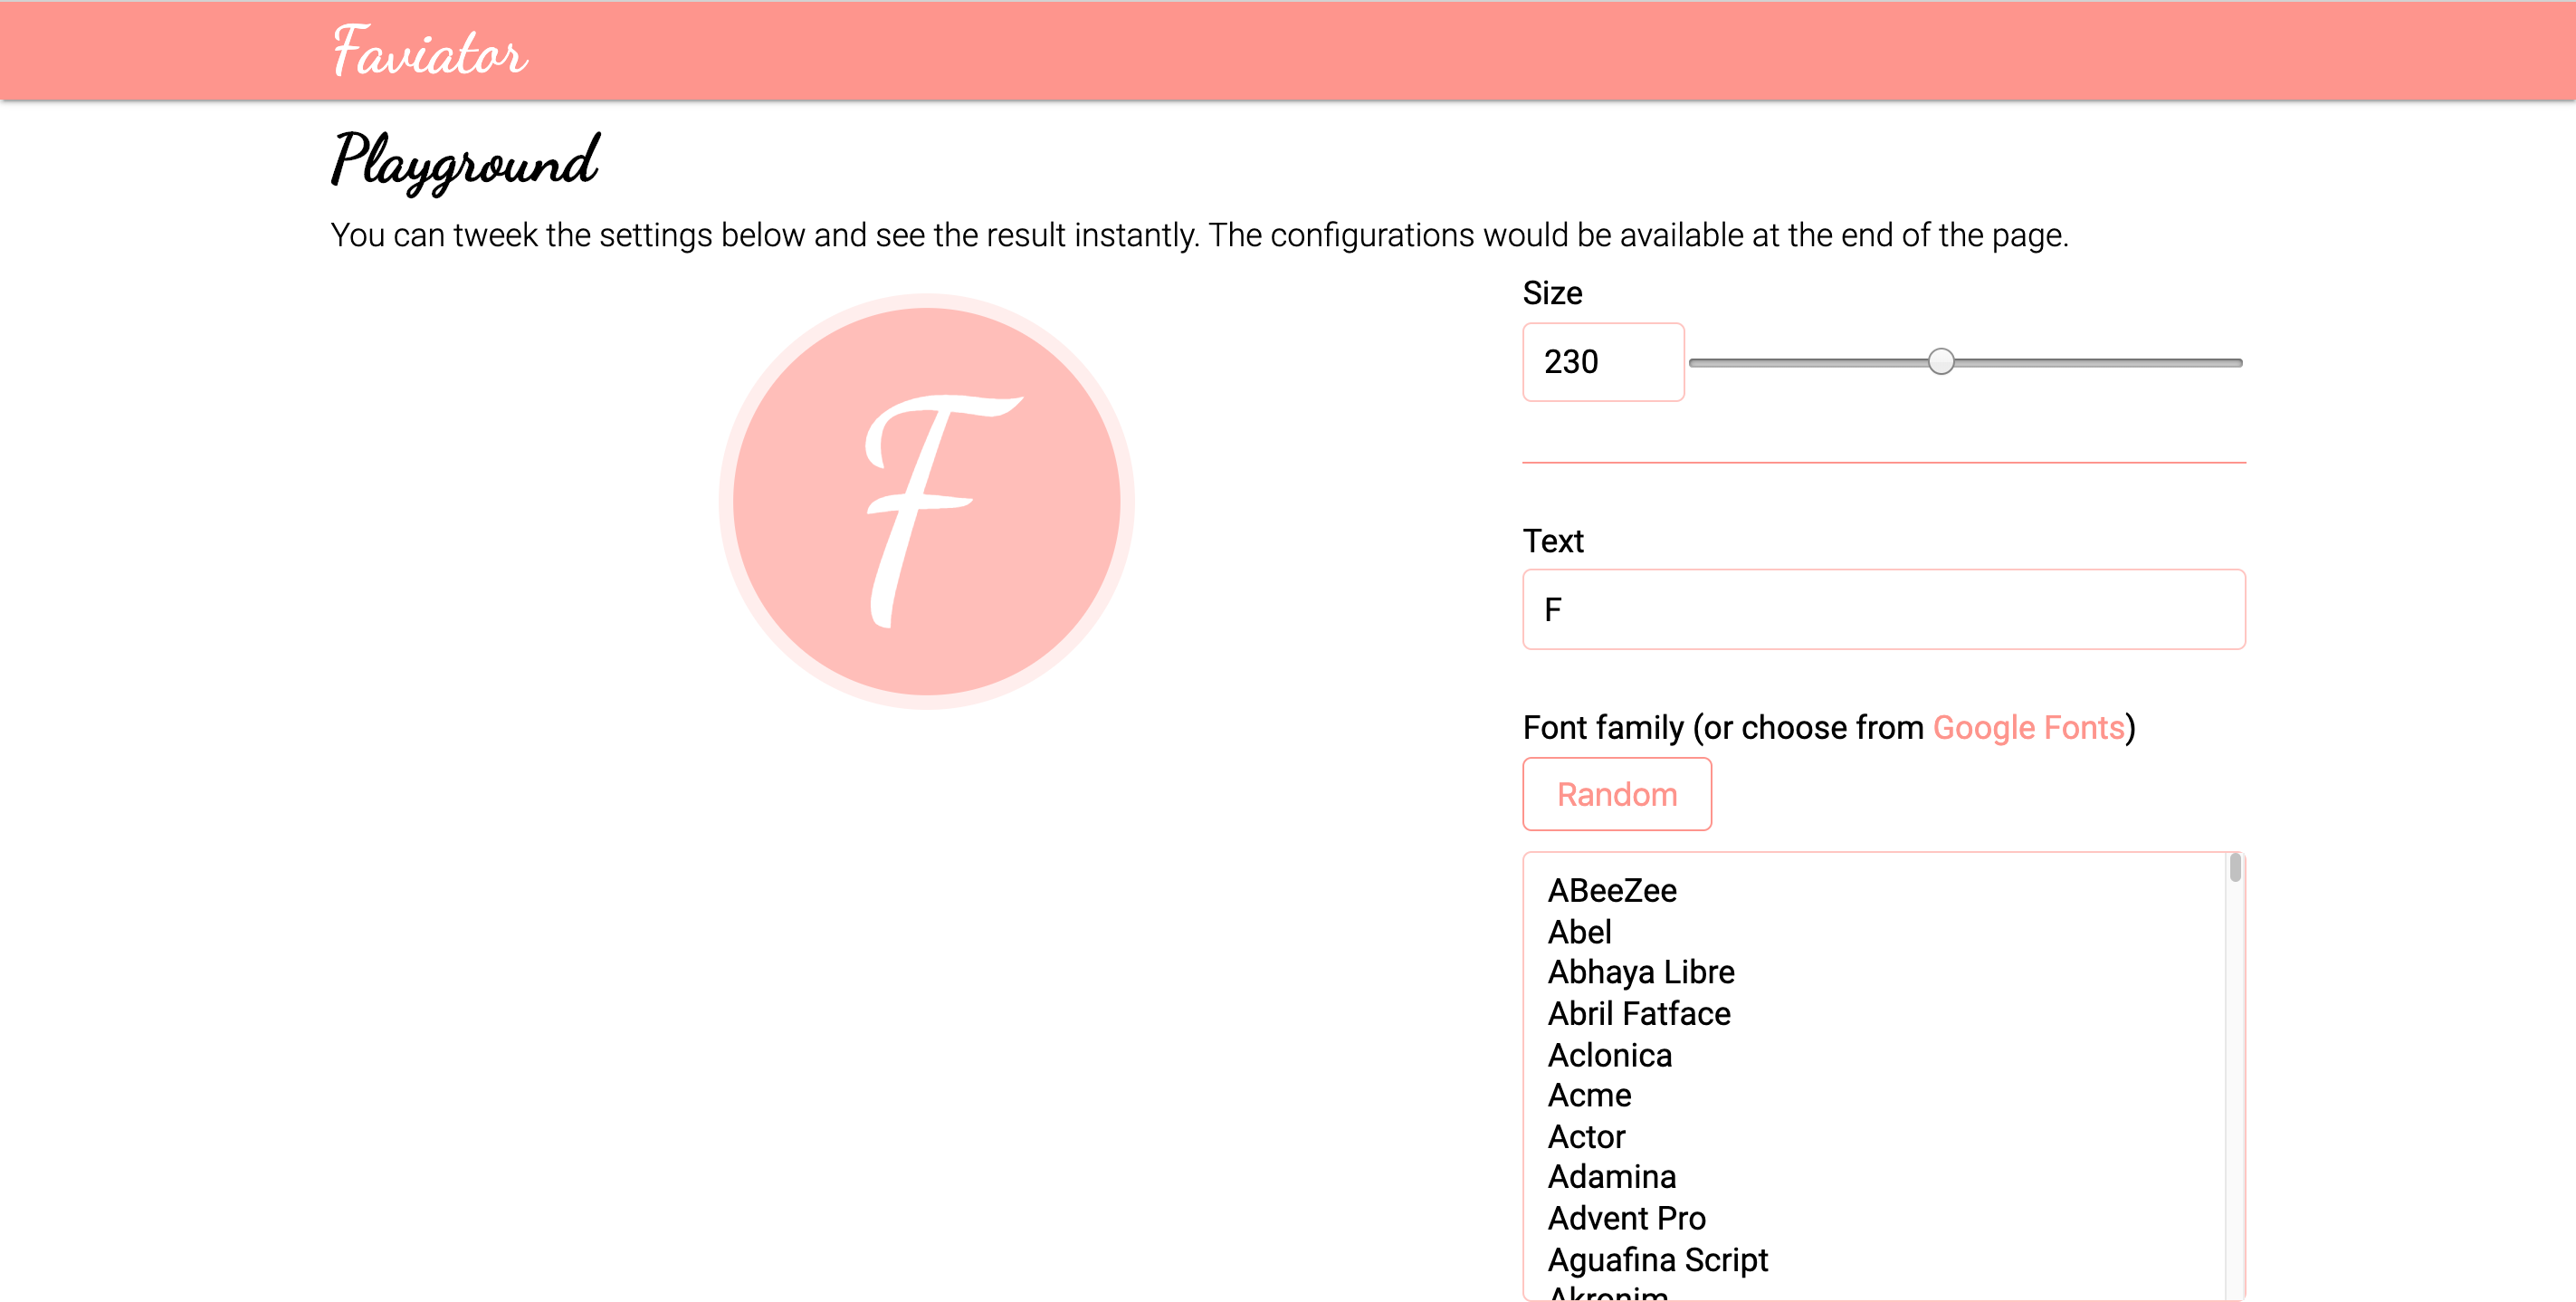 Faviator
Playground
You can tweek the settings below and see the result instantly. The configurations would be available at the end of the page.
F
Size
230
Text
F
Font family (or choose from Google Fonts)
Random
ABeeZee
Abel
Abhaya Libre
Abril Fatface
Aclonica
Acme
Actor
Adamina
Advent Pro
Aguafina Script
Akronim